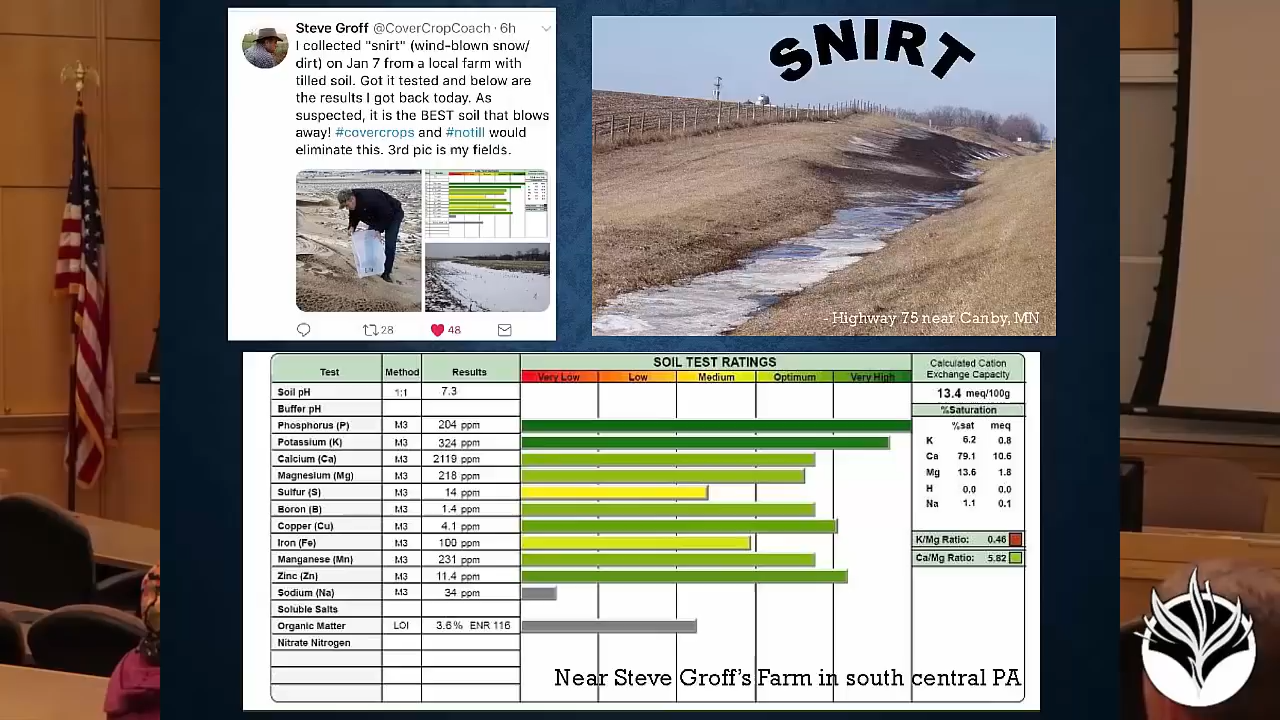 Steve Groff @CoverCropCoach · 6h
I collected "snirt" (wind-blown snow/
dirt) on Jan 7 from a local farm with
tilled soil. Got it tested and below are
the results I got back today. As
suspected, it is the BEST soil that blows
away! #covercrops and #notill would
eliminate this. 3rd pic is my fields.
28
48
SNIRT
- Highway 75 near Canby, MN
Test Method Results SOIL TEST RATINGS Calculated Cation
Very Low Low Medium Optimum Very High Exchange Capacity
Soil pH 1:1 7.3 13.4 meq/100g
Buffer pH %Saturation
Phosphorus (P) M3 204 ppm %sat meq
Potassium (K) M3 324 ppm K 6.2 0.8
Calcium (Ca) M3 2119 ppm Ca 79.1 10.6
Magnesium (Mg) M3 218 ppm Mg 13.6 1.8
Sulfur (S) M3 14 ppm H 0.0 0.0
Boron (B) M3 1.4 ppm Na 1.1 0.1
Copper (Cu) M3 4.1 ppm
Iron (Fe) M3 100 ppm K/Mg Ratio: 0.46
Manganese (Mn) M3 231 ppm Ca/Mg Ratio: 5.82
Zinc (Zn) M3 11.4 ppm
Sodium (Na) M3 34 ppm
Soluble Salts
Organic Matter LOI 3.6% ENR 116
Nitrate Nitrogen
Near Steve Groff's Farm in south central PA